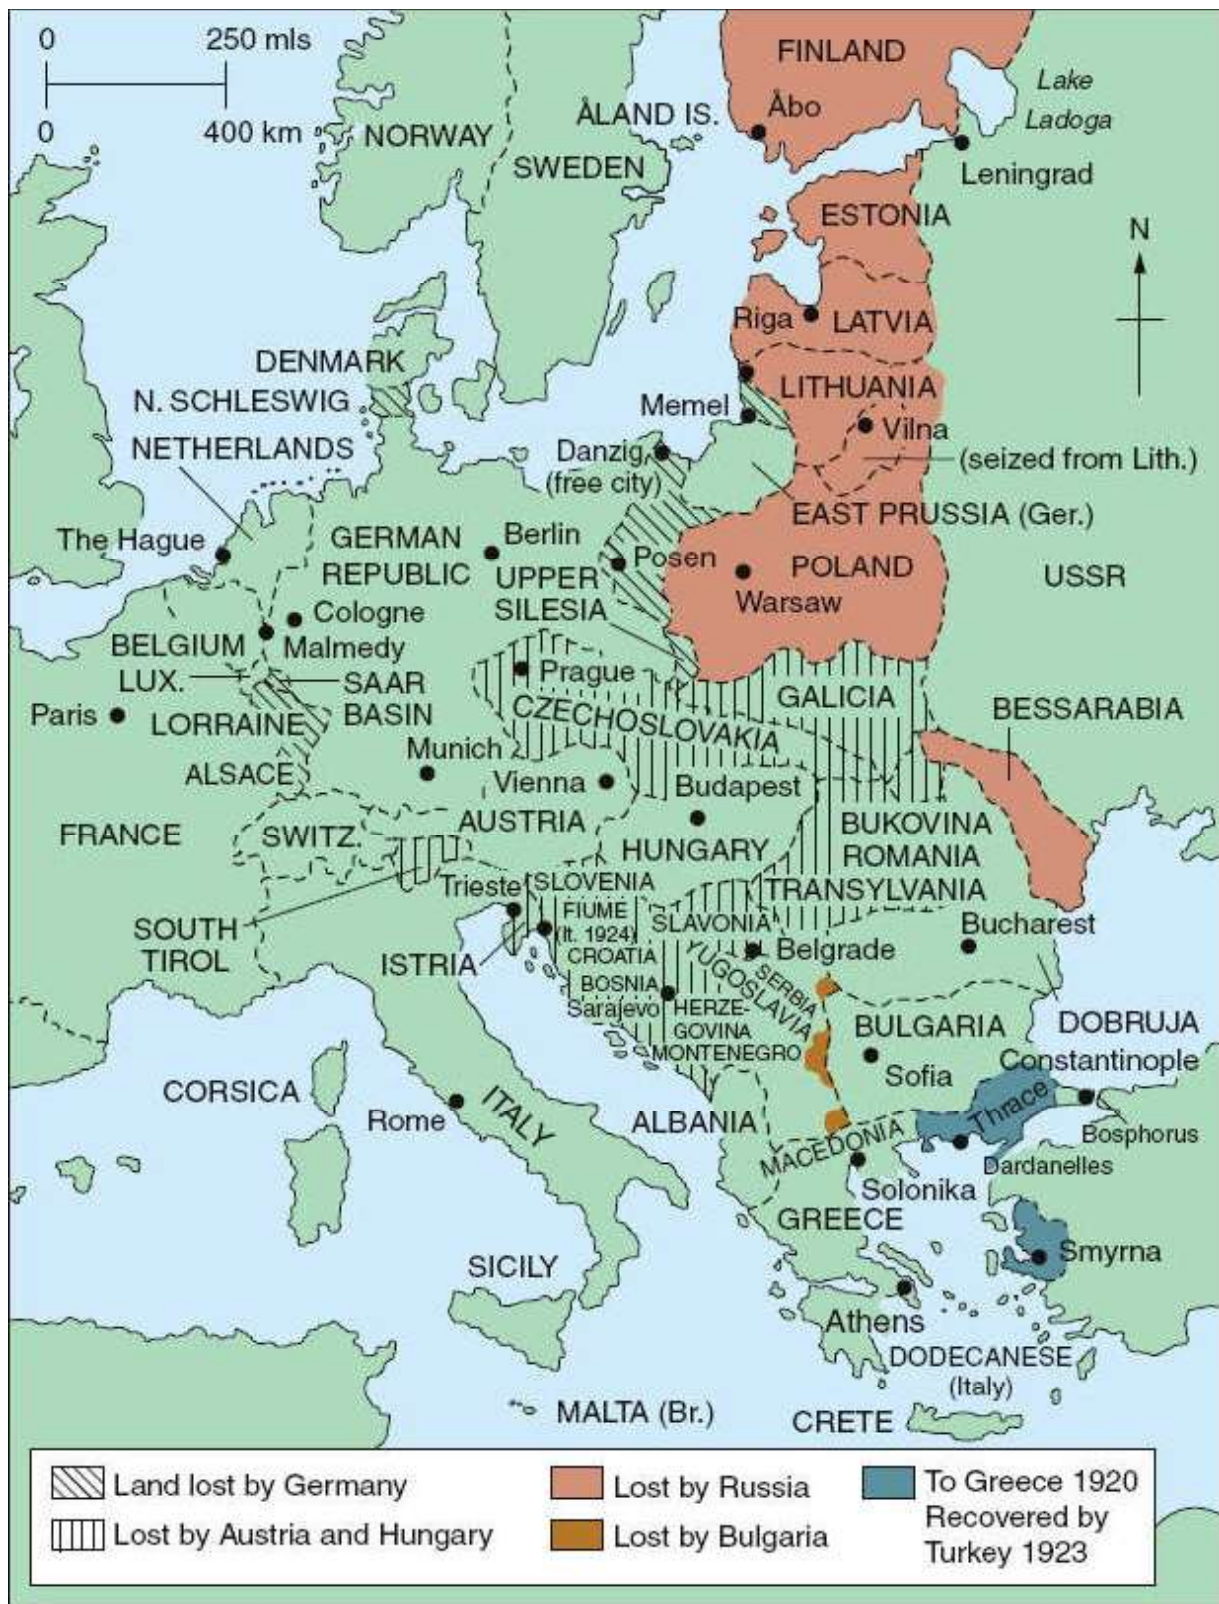 0 250 mls
0 400 km
FINLAND
Lake
Ladoga
Åbo
ÅLAND IS.
NORWAY
SWEDEN
Leningrad
ESTONIA
N
Riga
LATVIA
DENMARK
N. SCHLESWIG
NETHERLANDS
LITHUANIA
Memel
Vilna
Danzig
(free city)
(seized from Lith.)
EAST PRUSSIA (Ger.)
The Hague
GERMAN
REPUBLIC
Berlin
UPPER
SILESIA
Posen
POLAND
Warsaw
USSR
Cologne
BELGIUM
Malmedy
LUX.
SAAR
BASIN
Prague
GALICIA
Paris
LORRAINE
CZECHOSLOVAKIA
BESSARABIA
Munich
ALSACE
Vienna
Budapest
FRANCE
SWITZ.
AUSTRIA
HUNGARY
BUKOVINA
ROMANIA
TRANSYLVANIA
Trieste
SLOVENIA
SOUTH
TIROL
FIUME
(It. 1924)
SLAVONIA
Bucharest
ISTRIA
CROATIA
Belgrade
YUGOSLAVIA
SERBIA
BOSNIA
Sarajevo
HERZE-
GOVINA
MONTENEGRO
BULGARIA
DOBRUJA
Sofia
Constantinople
CORSICA
Rome
ITALY
ALBANIA
Thrace
Bosphorus
MACEDONIA
Dardanelles
Solonika
GREECE
SICILY
Smyrna
Athens
DODECANESE
(Italy)
MALTA (Br.)
CRETE
Land lost by Germany
Lost by Austria and Hungary
Lost by Russia
Lost by Bulgaria
To Greece 1920
Recovered by
Turkey 1923